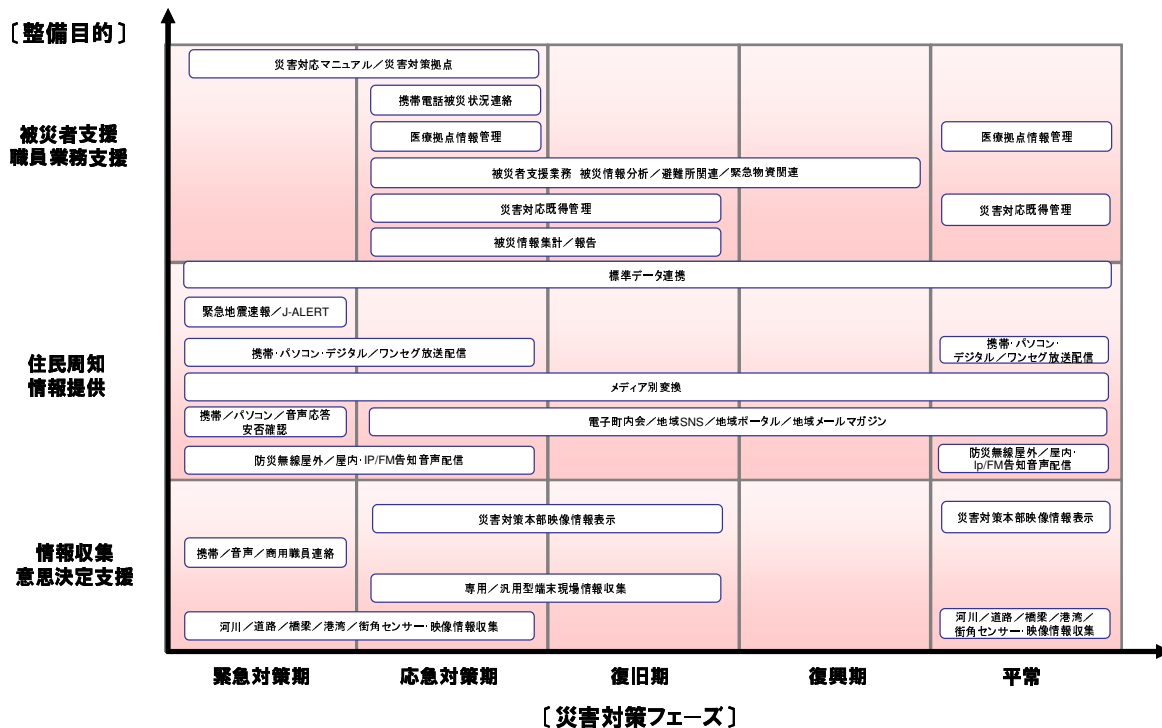 〔整備目的〕
災害対応マニュアル／災害対策拠点
携帯電話被災状況連絡
被災者支援
職員業務支援
医療拠点情報管理
医療拠点情報管理
被災者支援業務 被災情報分析／避難所関連／緊急物資関連
災害対応既得管理
災害対応既得管理
被災情報集計／報告
標準データ連携
緊急地震速報／J-ALERT
住民周知
情報提供
携帯･パソコン･デジタル／ワンセグ放送配信
携帯･パソコン･
デジタル／ワンセグ放送配信
メディア別変換
携帯／パソコン／音声応答
安否確認
電子町内会／地域SNS／地域ポータル／地域メールマガジン
防災無線屋外／屋内･IP/FM告知音声配信
防災無線屋外／屋内･
Ip/FM告知音声配信
災害対策本部映像情報表示
災害対策本部映像情報表示
情報収集
意思決定支援
携帯／音声／商用職員連絡
専用／汎用型端末現場情報収集
河川／道路／橋梁／港湾／街角センサー･映像情報収集
河川／道路／橋梁／港湾／
街角センサー･映像情報収集
緊急対策期
応急対策期
復旧期
復興期
平常
〔災害対策フェーズ〕